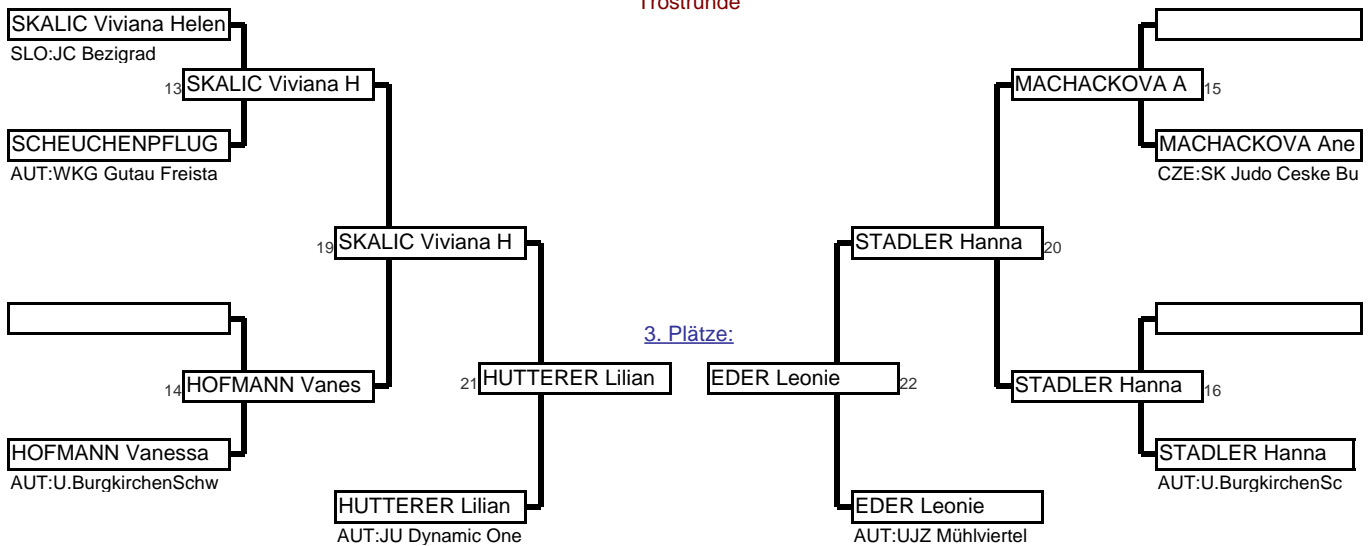 Trostrunde
SKALIC Viviana Helen
SLO:JC Bezigrad
13 SKALIC Viviana H
SCHEUCHENPFLUG
AUT:WKG Gutau Freista
19 SKALIC Viviana H
14 HOFMANN Vanes
HOFMANN Vanessa
AUT:U.BurgkirchenSchw
21 HUTTERER Lilian
HUTTERER Lilian
AUT:JU Dynamic One
3. Plätze:
MACHACKOVA A 15
MACHACKOVA Ane
CZE:SK Judo Ceske Bu
STADLER Hanna 20
EDER Leonie 22
STADLER Hanna 16
STADLER Hanna
AUT:U.BurgkirchenSc
EDER Leonie
AUT:UJZ Mühlviertel